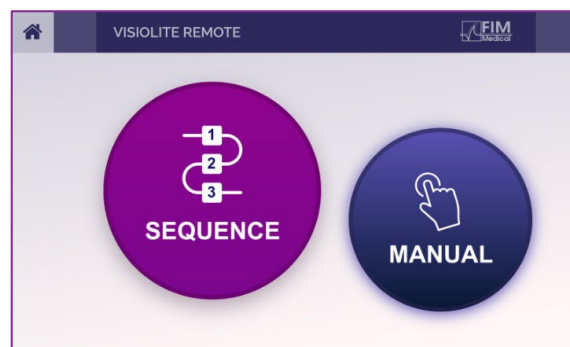 VISIOLITE REMOTE
FIM
Medical
1
2
3
SEQUENCE
MANUAL